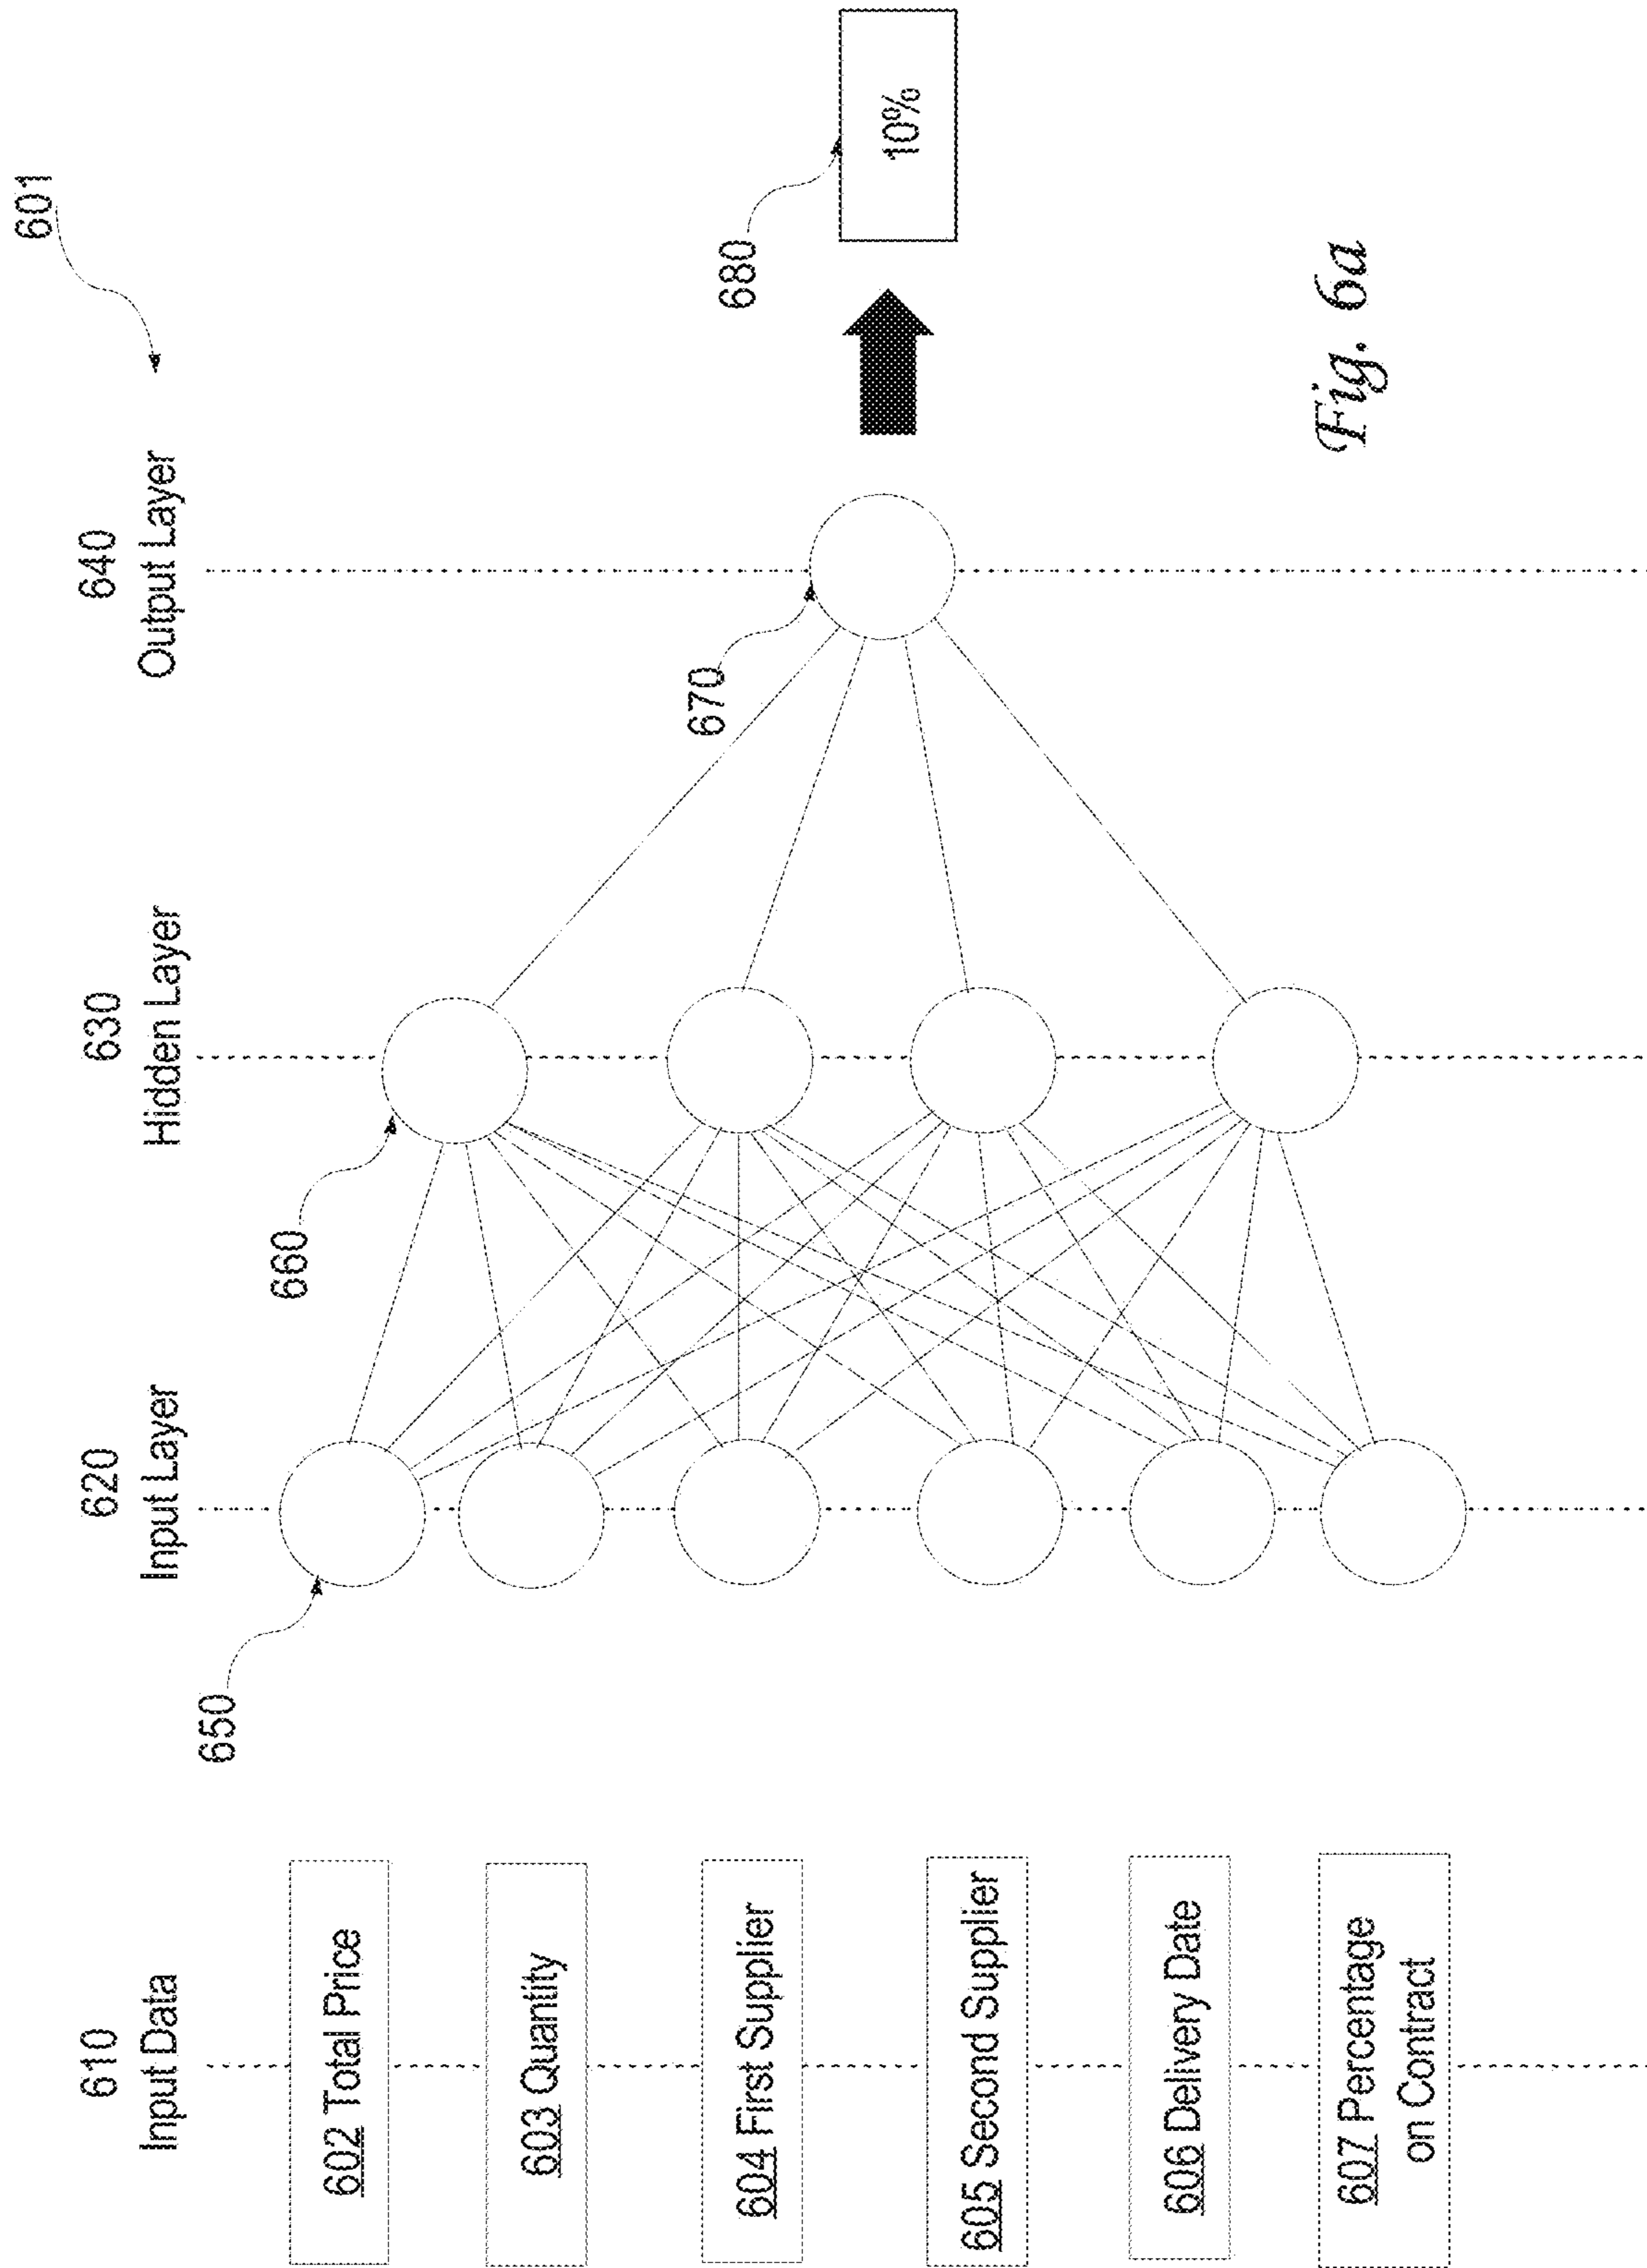 601
610
Input Data
620
Input Layer
630
Hidden Layer
640
Output Layer
602 Total Price
603 Quantity
604 First Supplier
605 Second Supplier
606 Delivery Date
607 Percentage
on Contract
650
660
670
680
10%
Fig. 6a